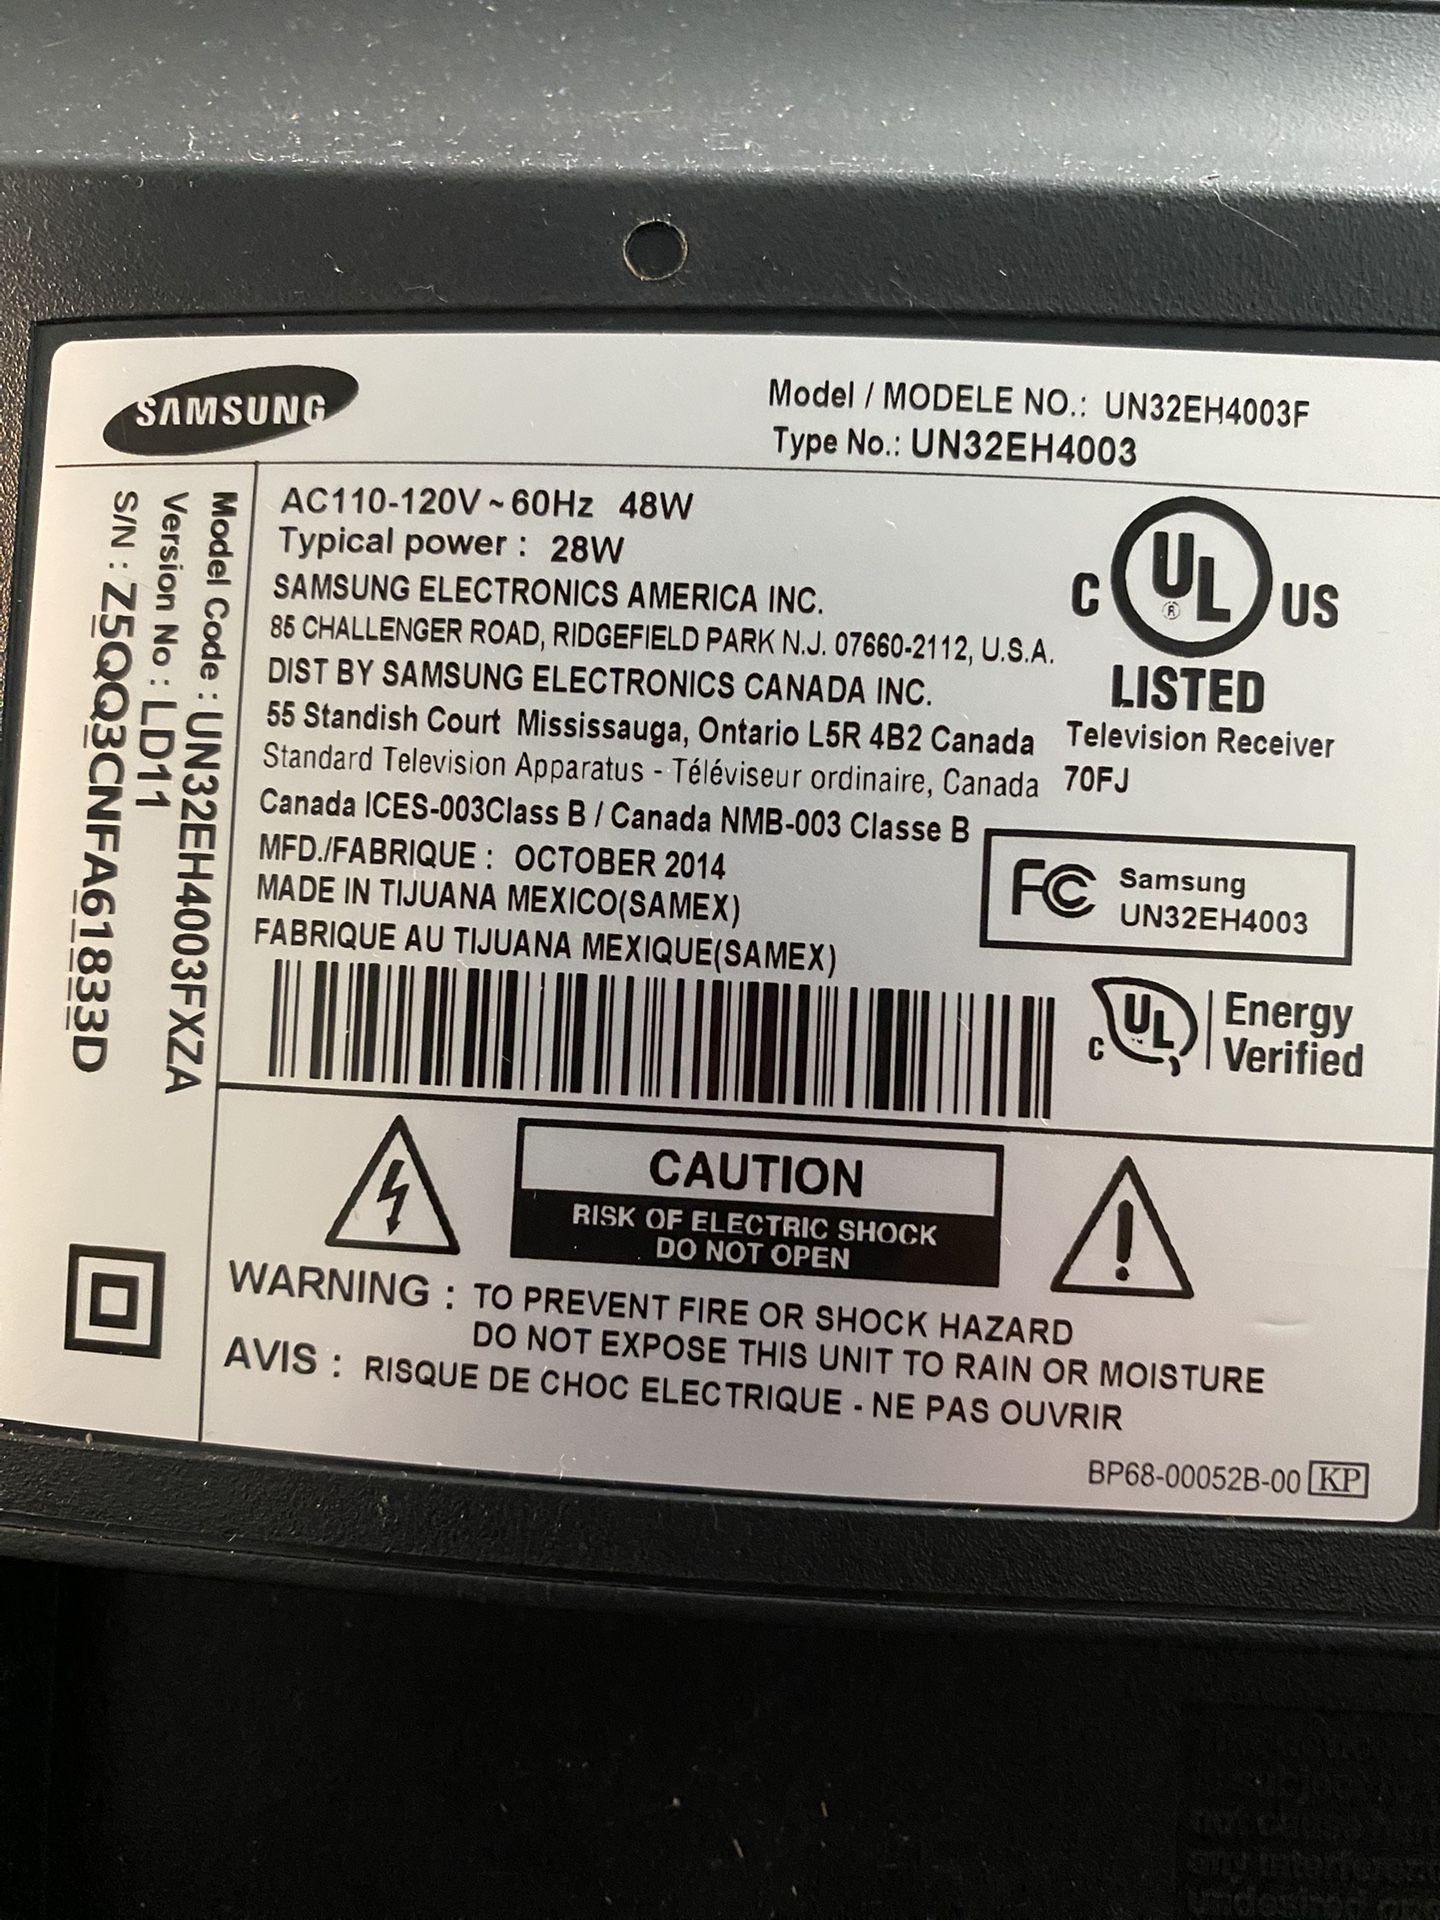 SAMSUNG
Model / MODELE NO.: UN32EH4003F
Type No.: UN32EH4003
Model Code : UN32EH4003FXZA
Version No : LD11
S/N : Z5QQ3CNFA61833D
AC110-120V ~ 60Hz 48W
Typical power : 28W
SAMSUNG ELECTRONICS AMERICA INC.
85 CHALLENGER ROAD, RIDGEFIELD PARK N.J. 07660-2112, U.S.A.
DIST BY SAMSUNG ELECTRONICS CANADA INC.
55 Standish Court Mississauga, Ontario L5R 4B2 Canada
Standard Television Apparatus - Téléviseur ordinaire, Canada
Canada ICES-003Class B / Canada NMB-003 Classe B
MFD./FABRIQUE : OCTOBER 2014
MADE IN TIJUANA MEXICO(SAMEX)
FABRIQUE AU TIJUANA MEXIQUE(SAMEX)
C UL ® US
LISTED
Television Receiver
70FJ
FC Samsung
UN32EH4003
C UL ™ Energy
Verified
CAUTION
RISK OF ELECTRIC SHOCK
DO NOT OPEN
!
WARNING : TO PREVENT FIRE OR SHOCK HAZARD
DO NOT EXPOSE THIS UNIT TO RAIN OR MOISTURE
AVIS : RISQUE DE CHOC ELECTRIQUE - NE PAS OUVRIR
BP68-00052B-00 KP